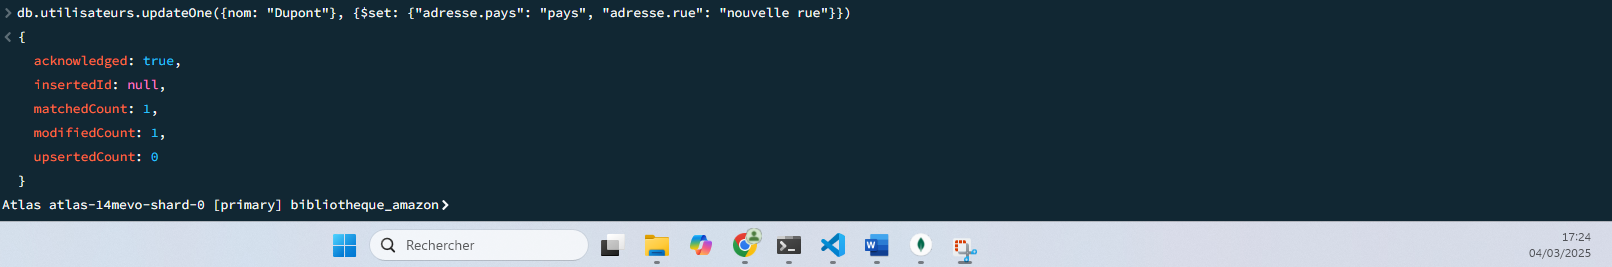 > db.utilisateurs.updateOne({nom: "Dupont"}, {$set: {"adresse.pays": "pays", "adresse.rue": "nouvelle rue"}})
< {
acknowledged: true,
insertedId: null,
matchedCount: 1,
modifiedCount: 1,
upsertedCount: 0
}
Atlas atlas-14mevo-shard-0 [primary] bibliotheque_amazon>
Rechercher
17:24
04/03/2025